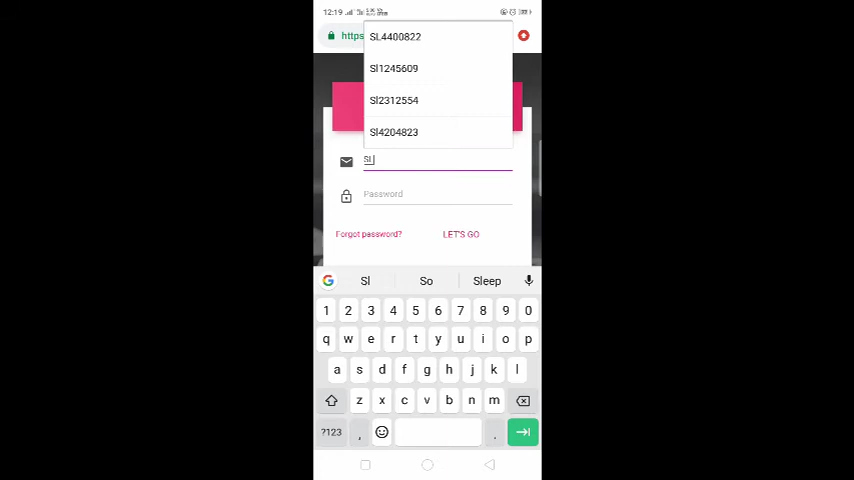 12:19
https
SL4400822
Sl1245609
Sl2312554
Sl4204823
SL
Password
Forgot password?
LET'S GO
Sl
So
Sleep
1 2 3 4 5 6 7 8 9 0
q w e r t y u i o p
a s d f g h j k l
z x c v b n m
?123 , .